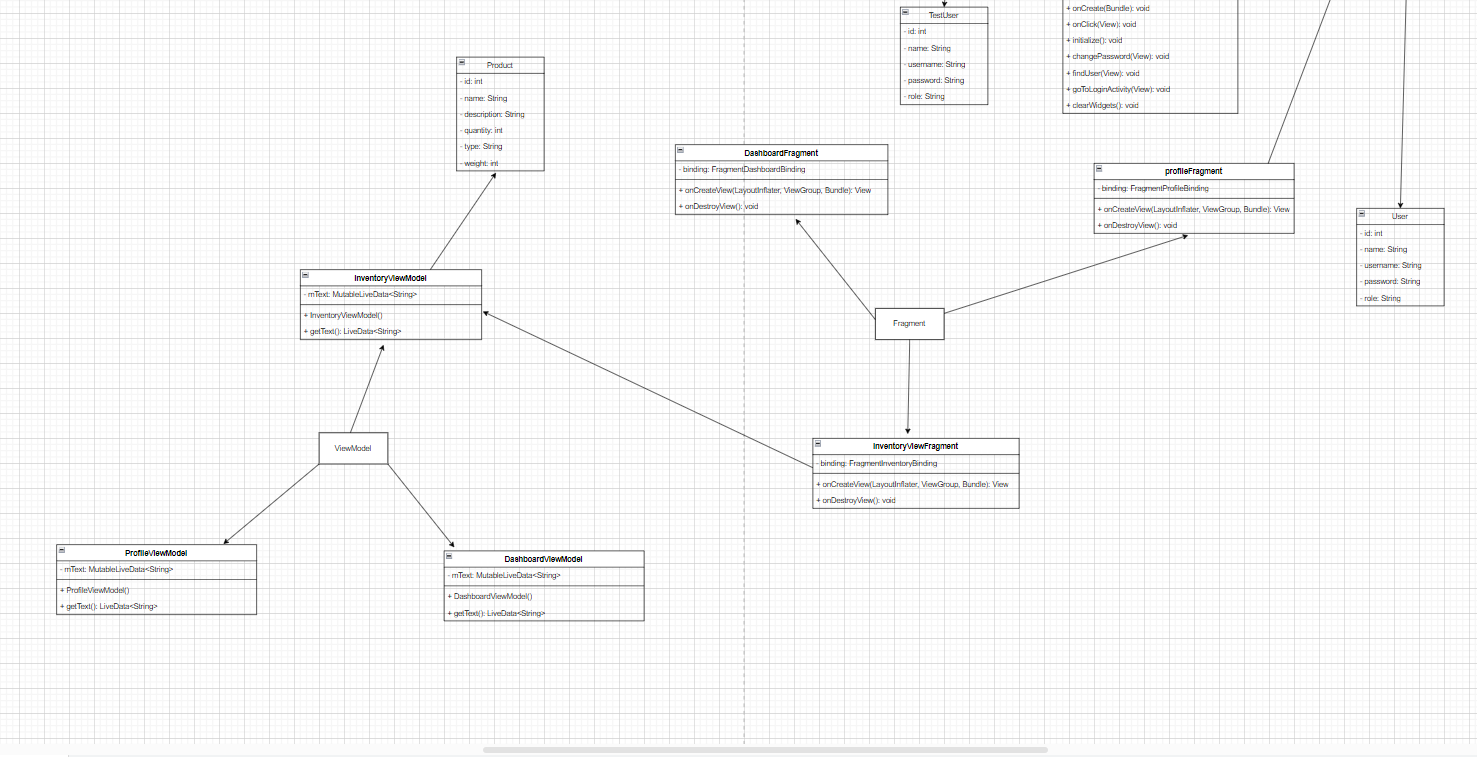 TestUser
- id: int
- name: String
- username: String
- password: String
- role: String
+ onCreate(Bundle): void
+ onClick(View): void
+ initialize(): void
+ changePassword(View): void
+ findUser(View): void
+ goToLoginActivity(View): void
+ clearWidgets(): void
Product
- id: int
- name: String
- description: String
- quantity: int
- type: String
- weight: int
DashboardFragment
- binding: FragmentDashboardBinding
+ onCreateView(LayoutInflater, ViewGroup, Bundle): View
+ onDestroyView(): void
profileFragment
- binding: FragmentProfileBinding
+ onCreateView(LayoutInflater, ViewGroup, Bundle): View
+ onDestroyView(): void
User
- id: int
- name: String
- username: String
- password: String
- role: String
InventoryViewModel
- mText: MutableLiveData<String>
+ InventoryViewModel()
+ getText(): LiveData<String>
Fragment
ViewModel
InventoryViewFragment
- binding: FragmentInventoryBinding
+ onCreateView(LayoutInflater, ViewGroup, Bundle): View
+ onDestroyView(): void
ProfileViewModel
- mText: MutableLiveData<String>
+ ProfileViewModel()
+ getText(): LiveData<String>
DashboardViewModel
- mText: MutableLiveData<String>
+ DashboardViewModel()
+ getText(): LiveData<String>